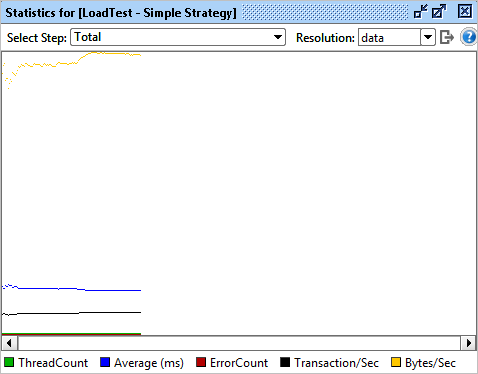 Statistics for [LoadTest - Simple Strategy]
Select Step: Total Resolution: data ?
ThreadCount Average (ms) ErrorCount Transaction/Sec Bytes/Sec